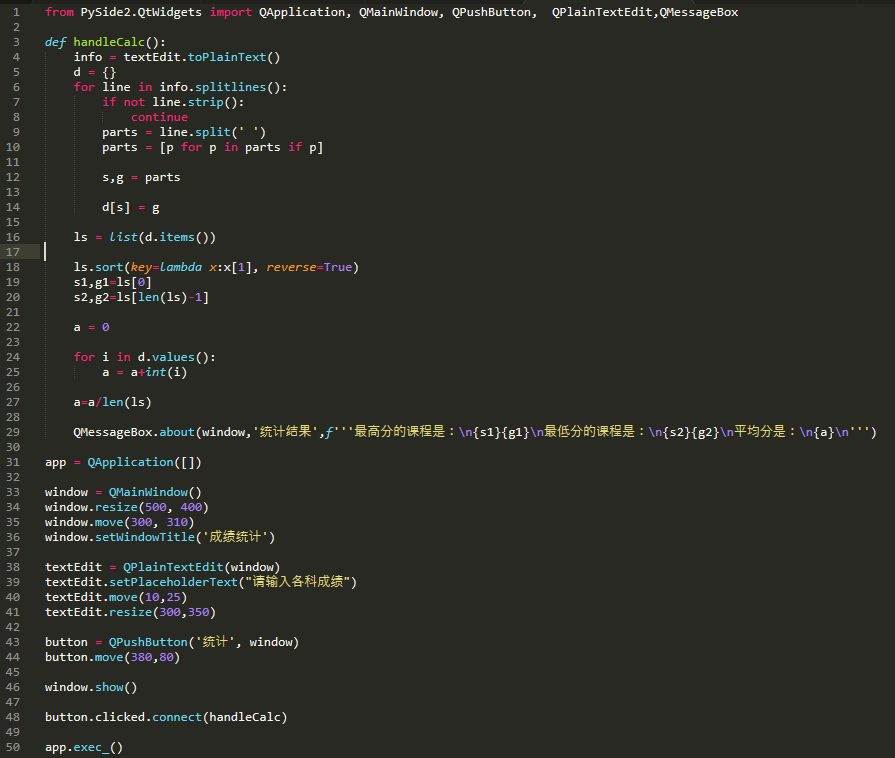 1 from PySide2.QtWidgets import QApplication, QMainWindow, QPushButton,  QPlainTextEdit,QMessageBox
2
3 def handleCalc():
4     info = textEdit.toPlainText()
5     d = {}
6     for line in info.splitlines():
7         if not line.strip():
8             continue
9         parts = line.split(' ')
10         parts = [p for p in parts if p]
11
12         s,g = parts
13
14         d[s] = g
15
16     ls = list(d.items())
17
18     ls.sort(key=lambda x:x[1], reverse=True)
19     s1,g1=ls[0]
20     s2,g2=ls[len(ls)-1]
21
22     a = 0
23
24     for i in d.values():
25         a = a+int(i)
26
27     a=a/len(ls)
28
29     QMessageBox.about(window,'统计结果',f'''最高分的课程是：\n{s1}{g1}\n最低分的课程是：\n{s2}{g2}\n平均分是：\n{a}\n''')
30
31 app = QApplication([])
32
33 window = QMainWindow()
34 window.resize(500, 400)
35 window.move(300, 310)
36 window.setWindowTitle('成绩统计')
37
38 textEdit = QPlainTextEdit(window)
39 textEdit.setPlaceholderText("请输入各科成绩")
40 textEdit.move(10,25)
41 textEdit.resize(300,350)
42
43 button = QPushButton('统计', window)
44 button.move(380,80)
45
46 window.show()
47
48 button.clicked.connect(handleCalc)
49
50 app.exec_()